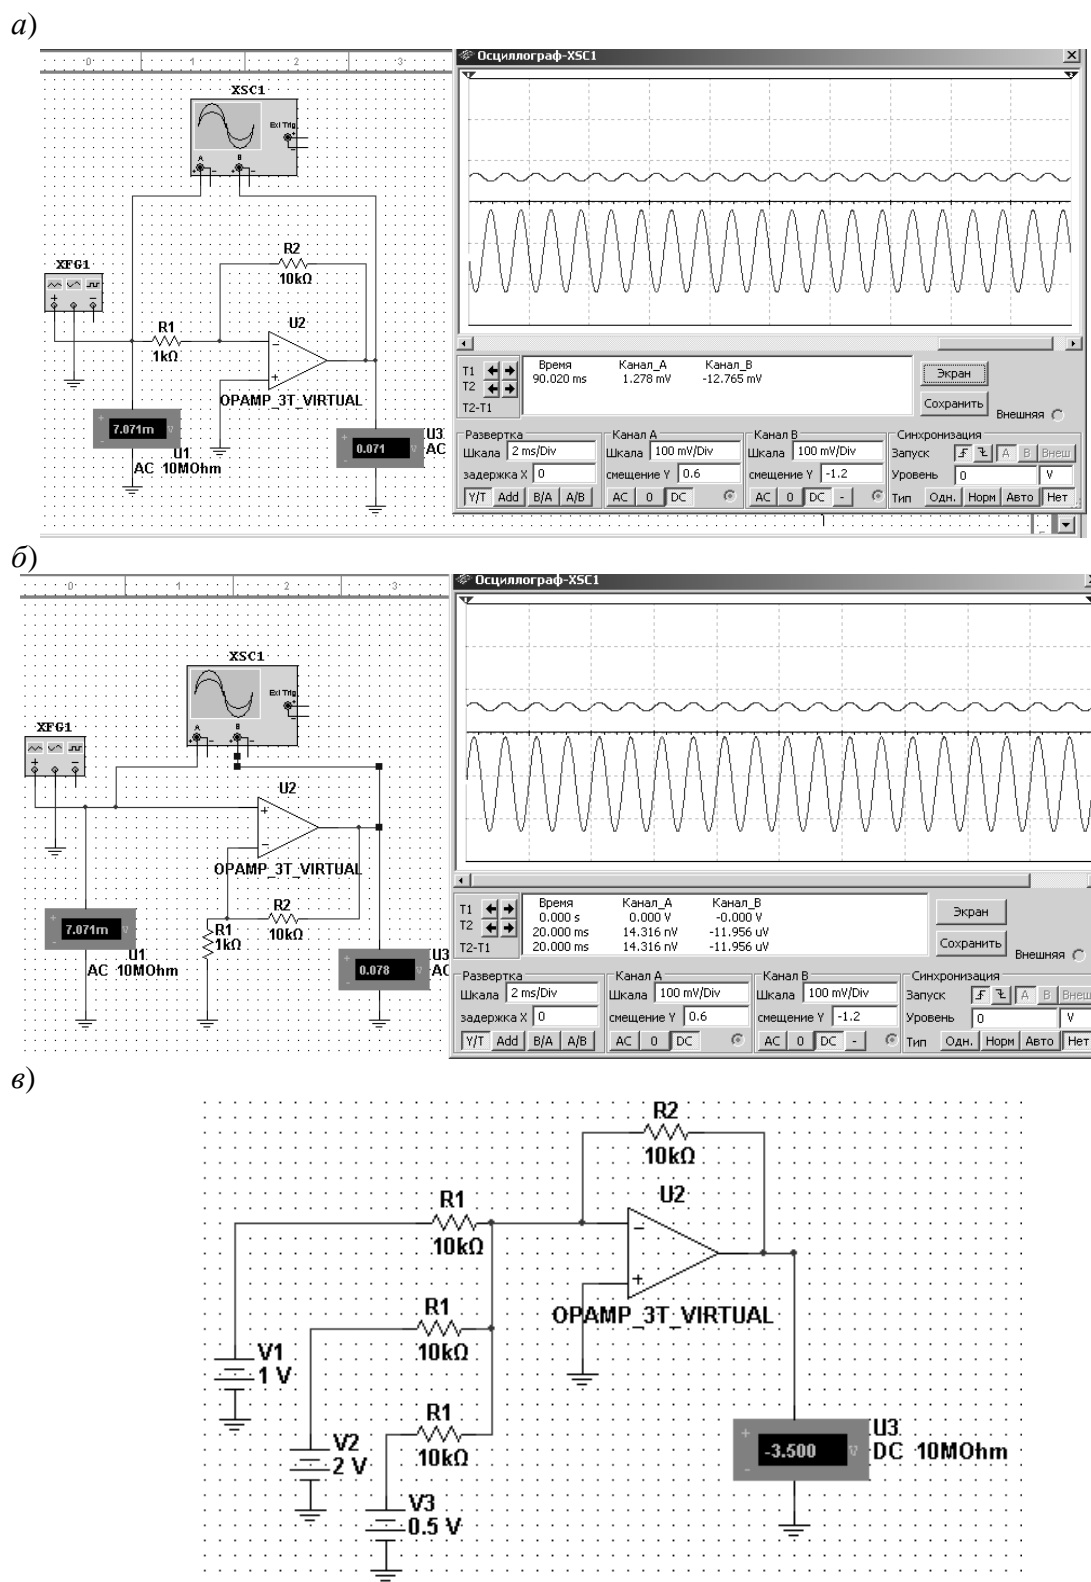 а)
0 1 2 3
XSC1
Ext Trig
A B
XFG1
R2
10kΩ
R1
1kΩ
U2
OPAMP_3T_VIRTUAL
7.071m V
U1
AC 10MOhm
0.071
U3
AC
Осциллограф-XSC1
T1
T2
T2-T1
Время Канал_A Канал_B
90.020 ms 1.278 mV -12.765 mV
Экран
Сохранить
Внешняя
Развертка
Шкала 2 ms/Div
задержка X 0
Y/T Add B/A A/B
Канал A
Шкала 100 mV/Div
смещение Y 0.6
AC 0 DC
Канал B
Шкала 100 mV/Div
смещение Y -1.2
AC 0 DC -
Синхронизация
Запуск A B Внеш
Уровень 0 V
Тип Одн. Норм Авто Нет
б)
0 1 2 3
XSC1
Ext Trig
A B
XFG1
U2
OPAMP_3T_VIRTUAL
R2
10kΩ
R1
1kΩ
7.071m V
U1
AC 10MOhm
0.078
U3
AC
Осциллограф-XSC1
T1
T2
T2-T1
Время Канал_A Канал_B
0.000 s 0.000 V -0.000 V
20.000 ms 14.316 nV -11.956 uV
20.000 ms 14.316 nV -11.956 uV
Экран
Сохранить
Внешняя
Развертка
Шкала 2 ms/Div
задержка X 0
Y/T Add B/A A/B
Канал A
Шкала 100 mV/Div
смещение Y 0.6
AC 0 DC
Канал B
Шкала 100 mV/Div
смещение Y -1.2
AC 0 DC -
Синхронизация
Запуск A B Внеш
Уровень 0 V
Тип Одн. Норм Авто Нет
в)
R2
10kΩ
U2
R1
10kΩ
OPAMP_3T_VIRTUAL
R1
10kΩ
V1
1 V
R1
10kΩ
V2
2 V
V3
0.5 V
-3.500 V
U3
DC 10MOhm